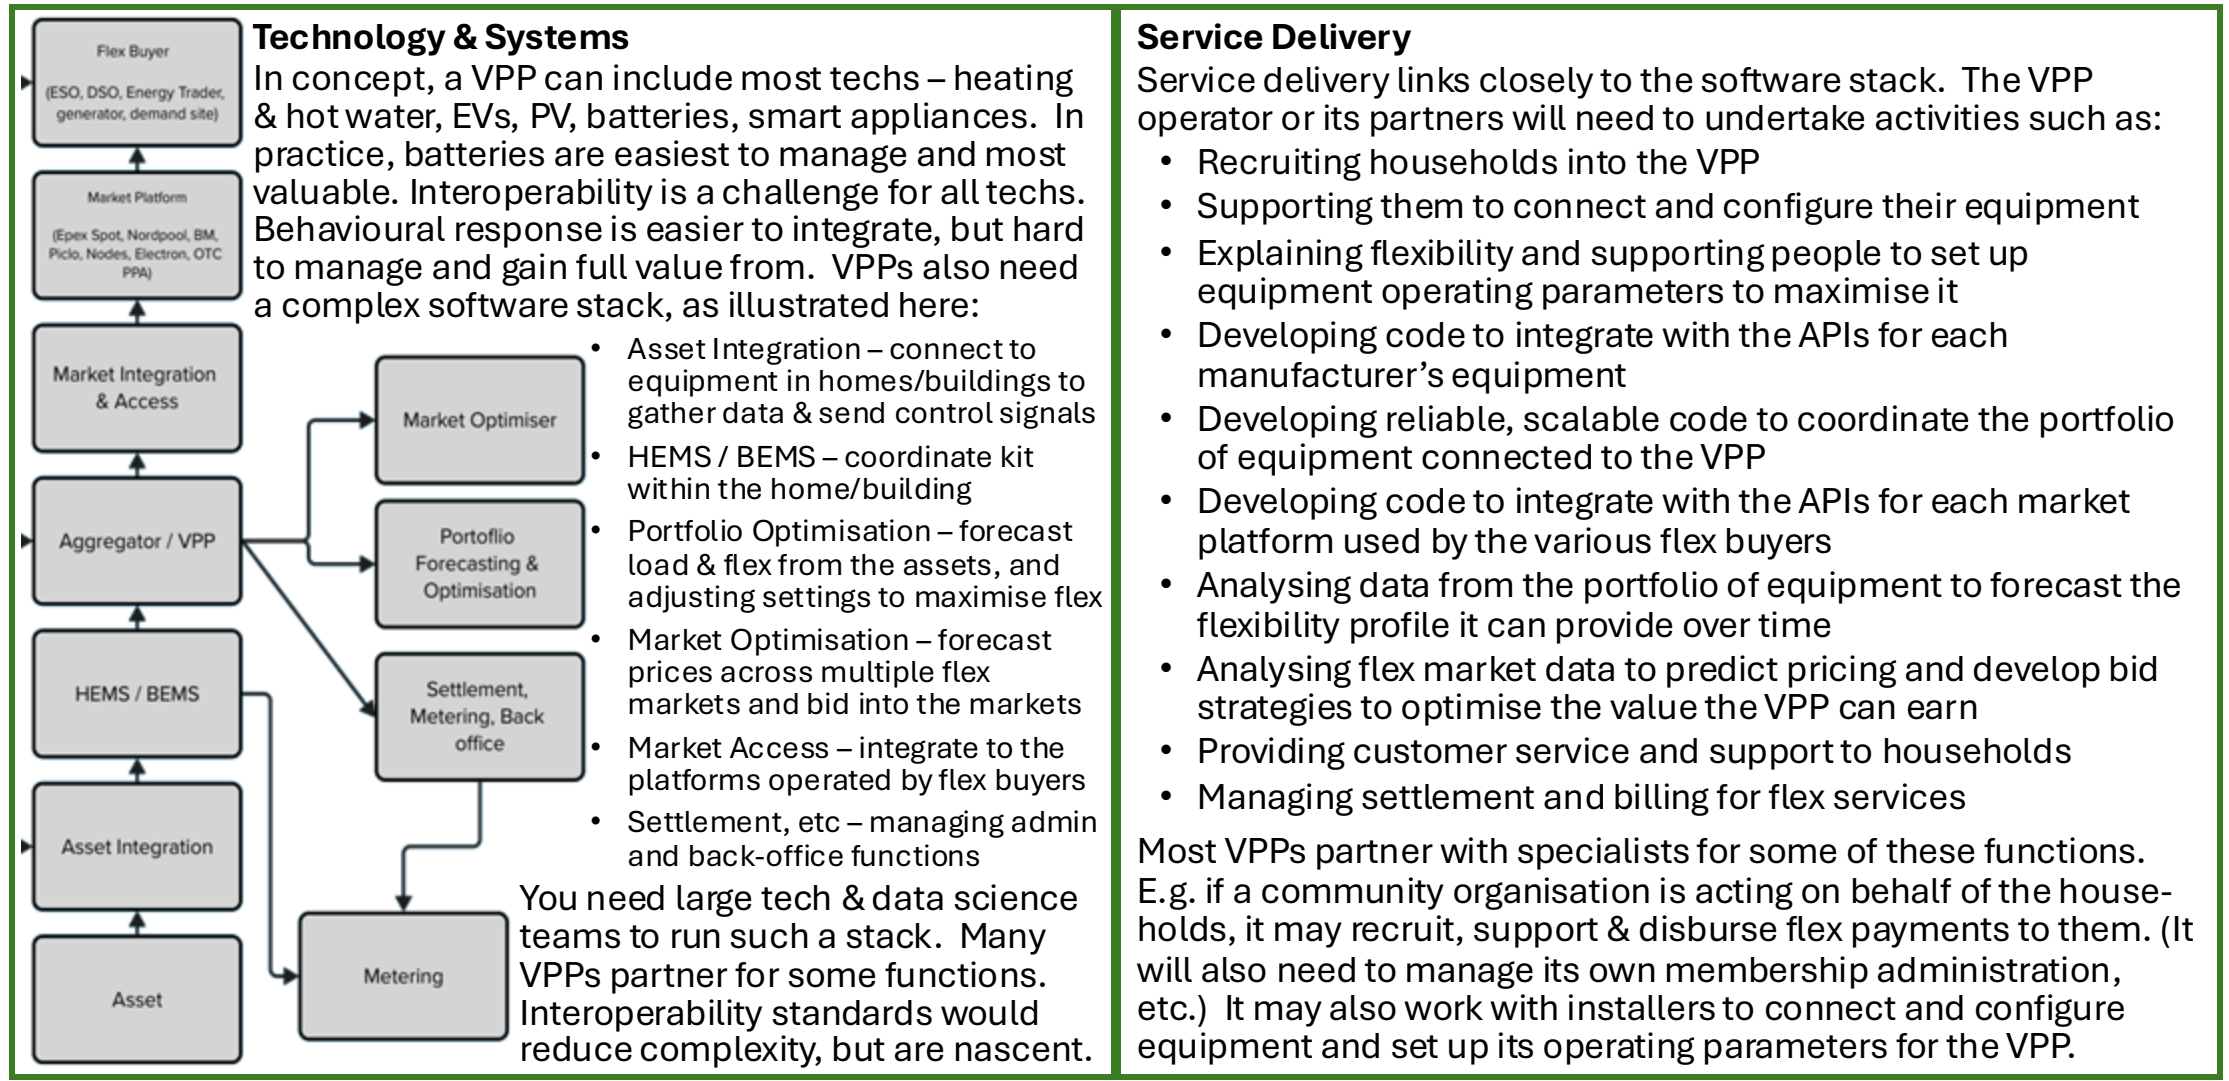 Technology & Systems
In concept, a VPP can include most techs – heating
& hot water, EVs, PV, batteries, smart appliances.  In
practice, batteries are easiest to manage and most
valuable. Interoperability is a challenge for all techs.
Behavioural response is easier to integrate, but hard
to manage and gain full value from.  VPPs also need
a complex software stack, as illustrated here:
Flex Buyer
(ESO, DSO, Energy Trader,
generator, demand site)
Market Platform
(Epex Spot, Nordpool, BM,
Piclo, Nodes, Electron, OTC
PPA)
Market Integration
& Access
Aggregator / VPP
HEMS / BEMS
Asset Integration
Asset
Market Optimiser
Portoflio
Forecasting &
Optimisation
Settlement,
Metering, Back
office
Metering
• Asset Integration – connect to
equipment in homes/buildings to
gather data & send control signals
• HEMS / BEMS – coordinate kit
within the home/building
• Portfolio Optimisation – forecast
load & flex from the assets, and
adjusting settings to maximise flex
• Market Optimisation – forecast
prices across multiple flex
markets and bid into the markets
• Market Access – integrate to the
platforms operated by flex buyers
• Settlement, etc – managing admin
and back-office functions
You need large tech & data science
teams to run such a stack.  Many
VPPs partner for some functions.
Interoperability standards would
reduce complexity, but are nascent.
Service Delivery
Service delivery links closely to the software stack.  The VPP
operator or its partners will need to undertake activities such as:
• Recruiting households into the VPP
• Supporting them to connect and configure their equipment
• Explaining flexibility and supporting people to set up
equipment operating parameters to maximise it
• Developing code to integrate with the APIs for each
manufacturer’s equipment
• Developing reliable, scalable code to coordinate the portfolio
of equipment connected to the VPP
• Developing code to integrate with the APIs for each market
platform used by the various flex buyers
• Analysing data from the portfolio of equipment to forecast the
flexibility profile it can provide over time
• Analysing flex market data to predict pricing and develop bid
strategies to optimise the value the VPP can earn
• Providing customer service and support to households
• Managing settlement and billing for flex services
Most VPPs partner with specialists for some of these functions.
E.g. if a community organisation is acting on behalf of the house-
holds, it may recruit, support & disburse flex payments to them. (It
will also need to manage its own membership administration,
etc.)  It may also work with installers to connect and configure
equipment and set up its operating parameters for the VPP.